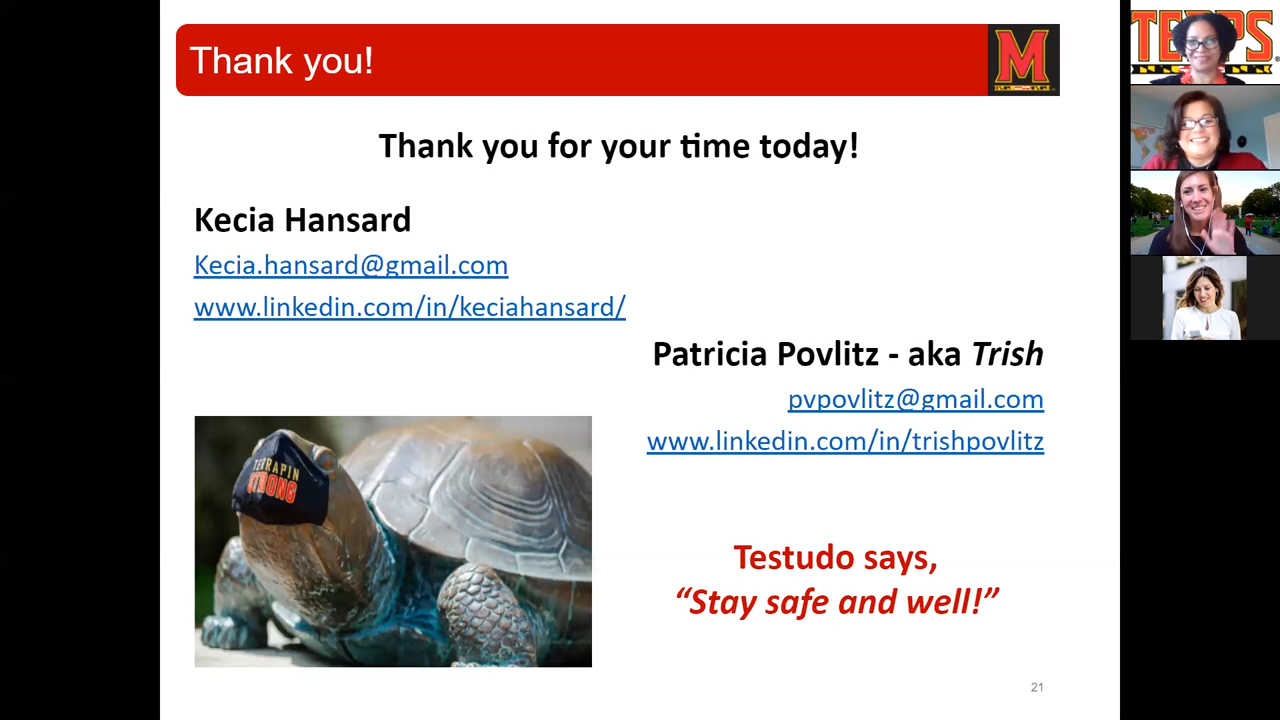 Thank you!
M
Thank you for your time today!
Kecia Hansard
Kecia.hansard@gmail.com
www.linkedin.com/in/keciahansard/
Patricia Povlitz - aka Trish
pvpovlitz@gmail.com
www.linkedin.com/in/trishpovlitz
TERRAPIN
STRONG
Testudo says,
“Stay safe and well!”
21
TERPS